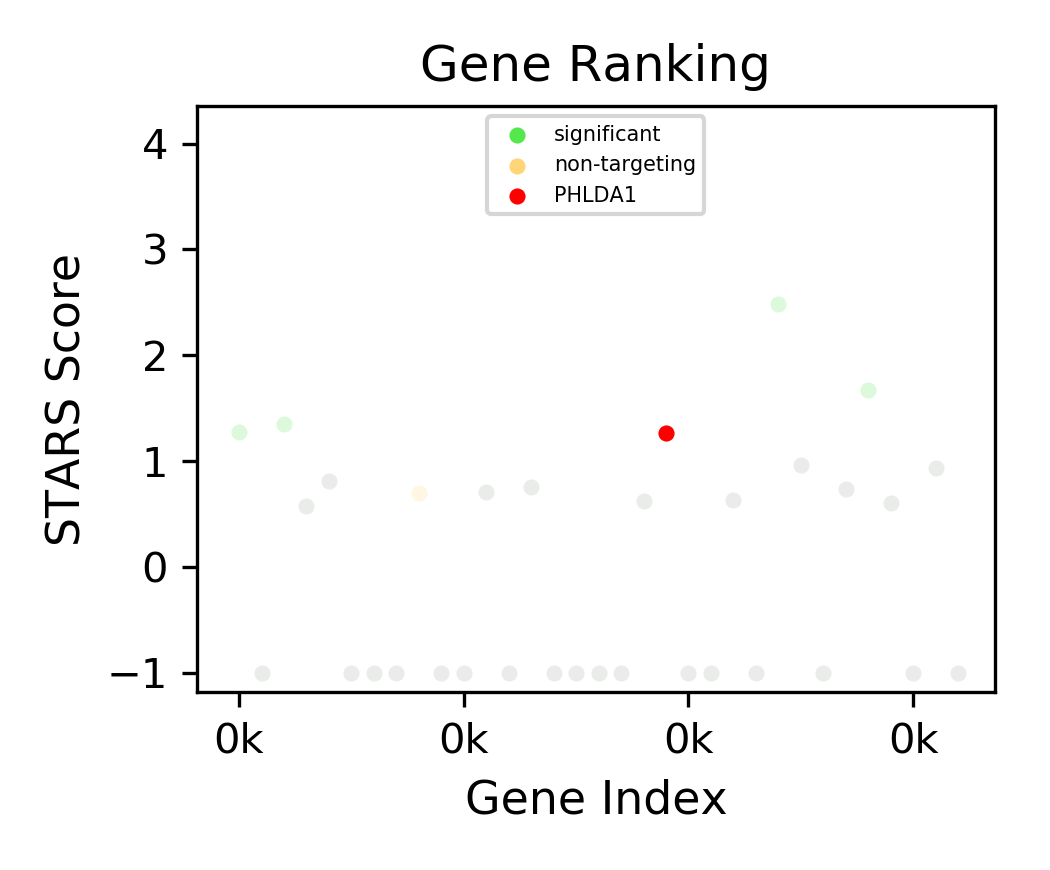 Gene Ranking
significant
non-targeting
PHLDA1
STARS Score
4
3
2
1
0
−1
0k 0k 0k 0k
Gene Index